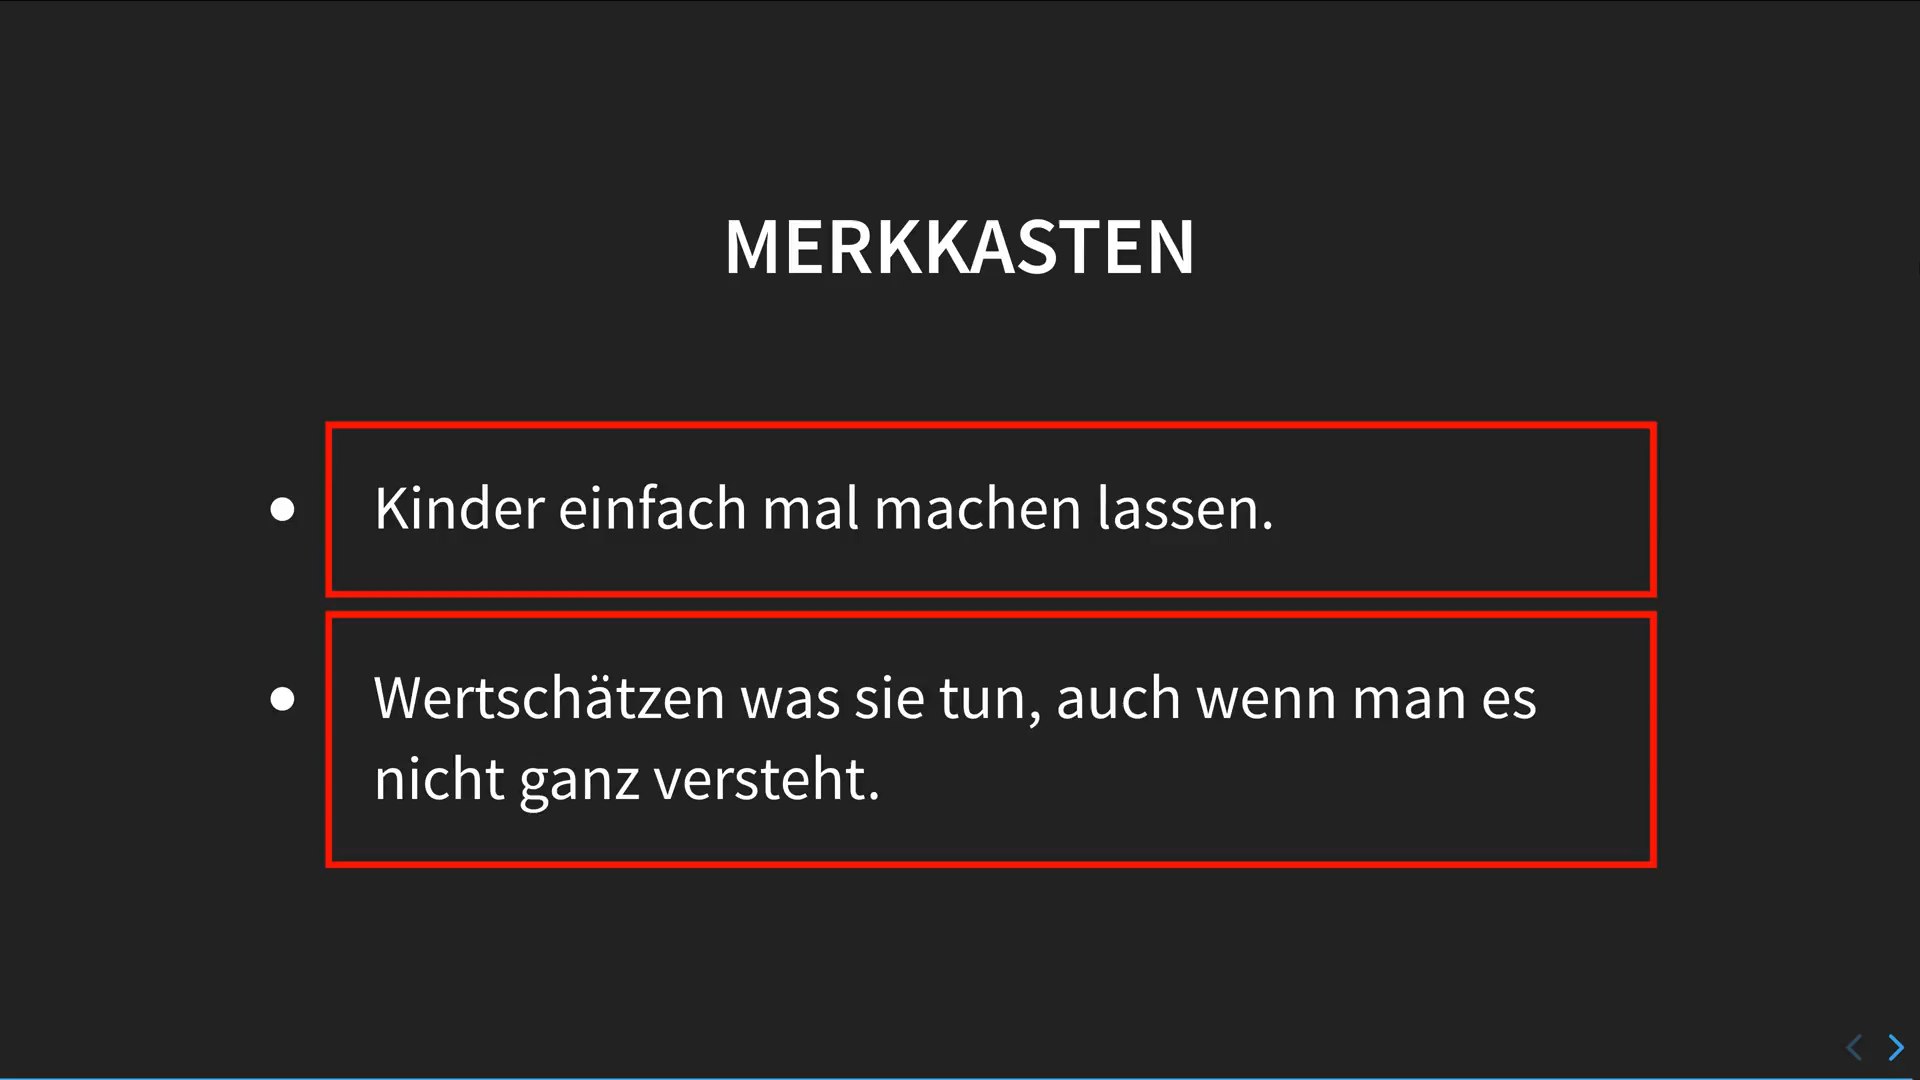 MERKKASTEN
Kinder einfach mal machen lassen.
Wertschätzen was sie tun, auch wenn man es
nicht ganz versteht.